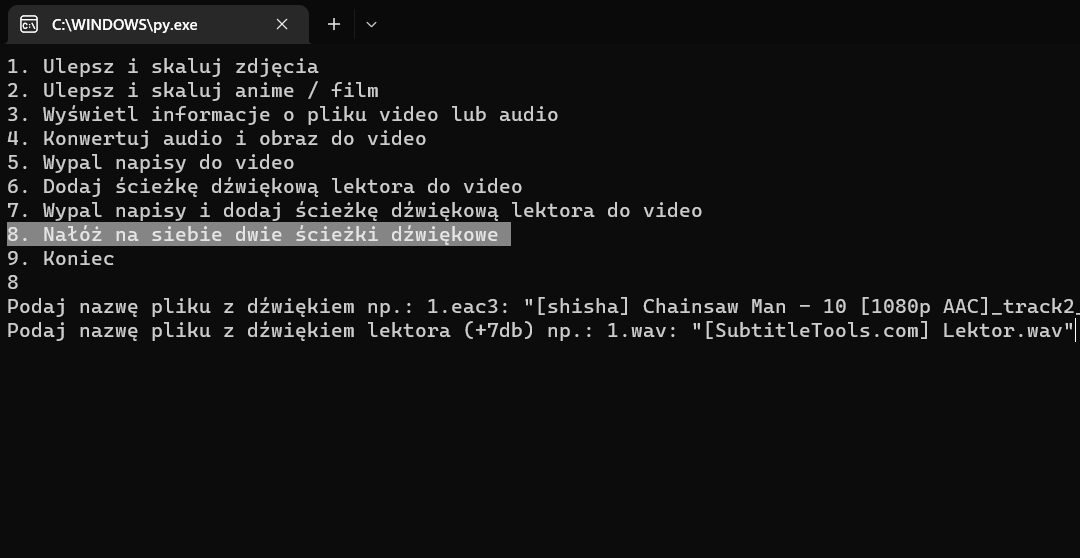 C:\WINDOWS\py.exe
1. Ulepsz i skaluj zdjęcia
2. Ulepsz i skaluj anime / film
3. Wyświetl informacje o pliku video lub audio
4. Konwertuj audio i obraz do video
5. Wypal napisy do video
6. Dodaj ścieżkę dźwiękową lektora do video
7. Wypal napisy i dodaj ścieżkę dźwiękową lektora do video
8. Nałóż na siebie dwie ścieżki dźwiękowe
9. Koniec
8
Podaj nazwę pliku z dźwiękiem np.: 1.eac3: "[shisha] Chainsaw Man - 10 [1080p AAC]_track2_
Podaj nazwę pliku z dźwiękiem lektora (+7db) np.: 1.wav: "[SubtitleTools.com] Lektor.wav"